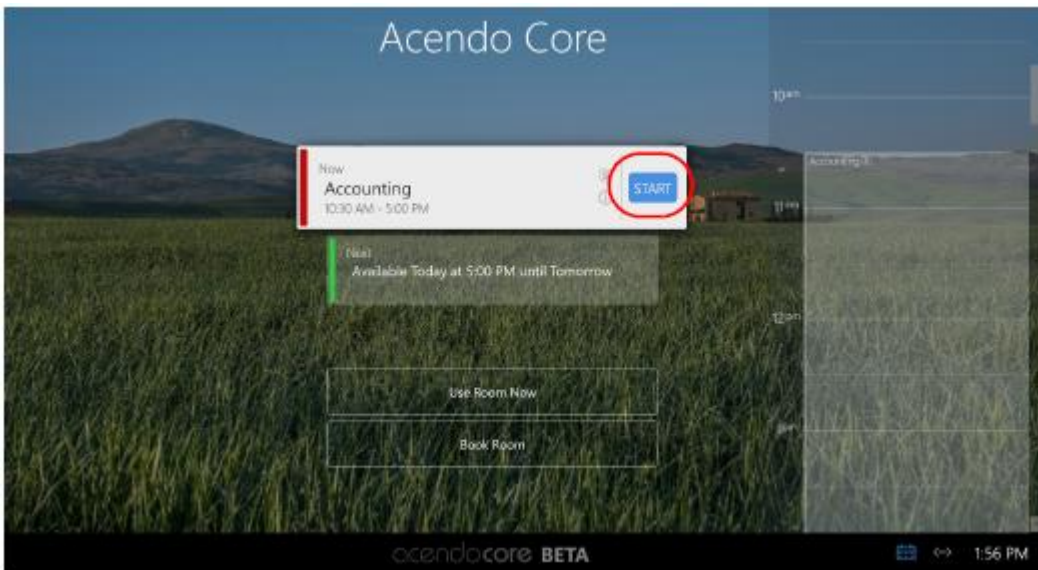 Acendo Core
10am
Now
Accounting
10:30 AM - 5:00 PM
START
11am
Next
Available Today at 5:00 PM until Tomorrow
12pm
Use Room Now
Book Room
acendocore BETA
1:56 PM